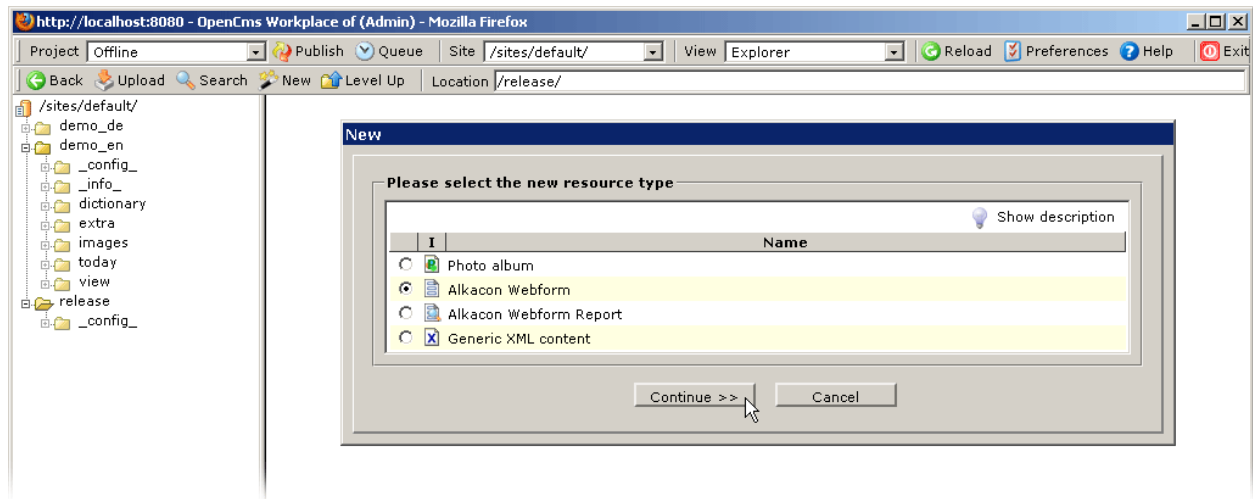 http://localhost:8080 - OpenCms Workplace of (Admin) - Mozilla Firefox
Project Offline Publish Queue Site /sites/default/ View Explorer Reload Preferences Help Exit
Back Upload Search New Level Up Location /release/
/sites/default/
demo_de
demo_en
_config_
_info_
dictionary
extra
images
today
view
release
_config_
New
Please select the new resource type
Show description
I Name
Photo album
Alkacon Webform
Alkacon Webform Report
Generic XML content
Continue >> Cancel